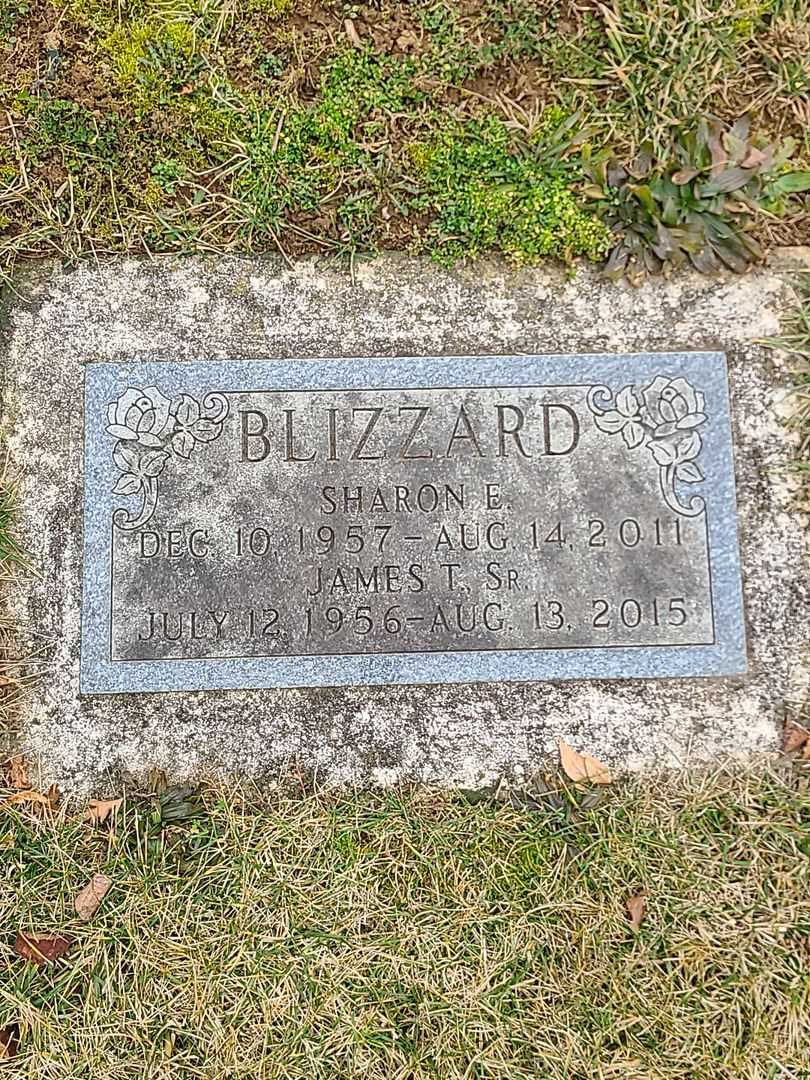 BLIZZARD
SHARON E.
DEC. 10, 1957 – AUG. 14, 2011
JAMES T., SR.
JULY 12, 1956 – AUG. 13, 2015